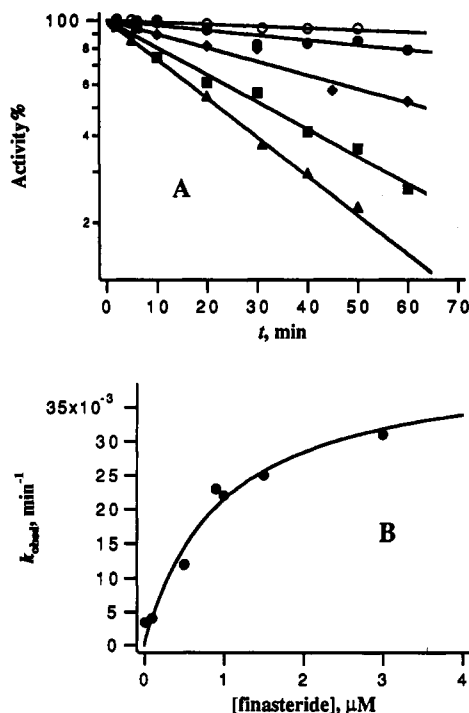 100
8
6
4
2
Activity%
A
0 10 20 30 40 50 60 70
t, min
35x10⁻³
30
25
20
15
10
5
0
k_obsd, min⁻¹
B
0 1 2 3 4
[finasteride], μM